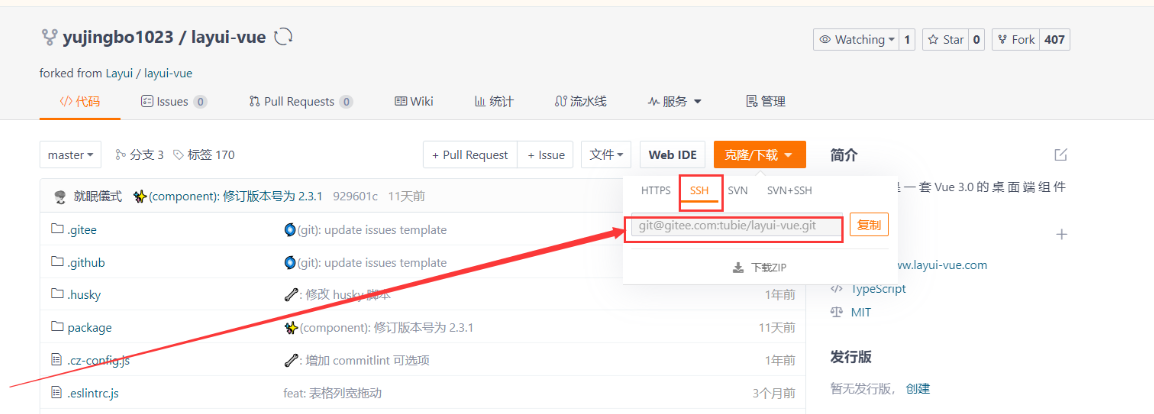 yujingbo1023 / layui-vue
Watching 1 Star 0 Fork 407
forked from Layui / layui-vue
代码 Issues 0 Pull Requests 0 Wiki 统计 流水线 服务 管理
master 分支 3 标签 170 + Pull Request + Issue 文件 Web IDE 克隆/下载 简介
HTTPS SSH SVN SVN+SSH
就眠儀式 (component): 修订版本号为 2.3.1 929601c 11天前
是一套 Vue 3.0 的桌面端组件
git@gitee.com:tubie/layui-vue.git 复制
.gitee (git): update issues template
.github (git): update issues template
下载ZIP
ww.layui-vue.com
.husky : 修改 husky 脚本 1年前
TypeScript
MIT
package (component): 修订版本号为 2.3.1 11天前
.cz-config.js : 增加 commitlint 可选项 1年前
发行版
.eslintrc.js feat: 表格列宽拖动 3个月前
暂无发行版， 创建